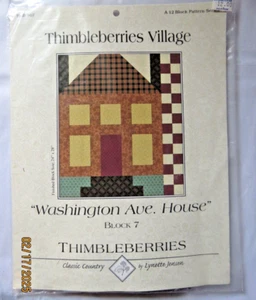 A 12 Block Pattern Series
Thimbleberries Village
"Washington Ave. House"
BLOCK 7
THIMBLEBERRIES
Classic Country by Lynette Jensen